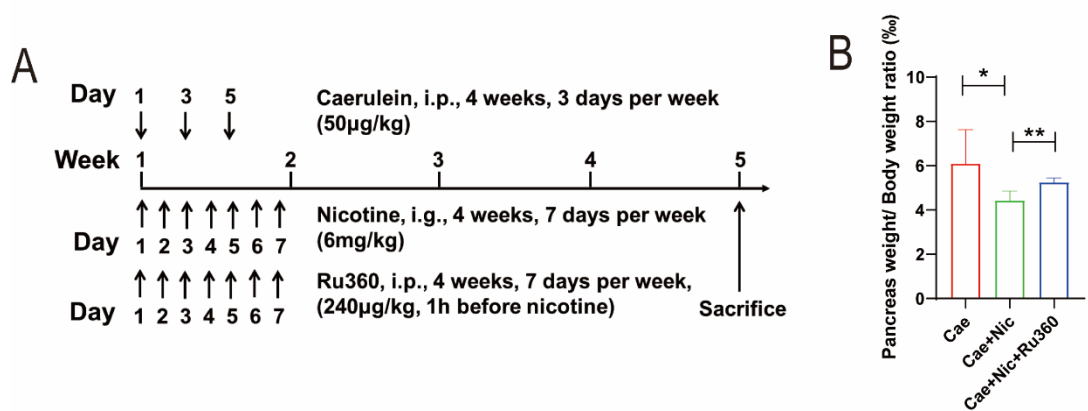 A
Day 1 3 5
Caerulein, i.p., 4 weeks, 3 days per week
(50µg/kg)
Week 1 2 3 4 5
Nicotine, i.g., 4 weeks, 7 days per week
(6mg/kg)
Day 1 2 3 4 5 6 7
Ru360, i.p., 4 weeks, 7 days per week,
(240µg/kg, 1h before nicotine)
Day 1 2 3 4 5 6 7
Sacrifice
B
Pancreas weight/ Body weight ratio (‰)
10
8
6
4
2
0
*
**
Cae
Cae+Nic
Cae+Nic+Ru360